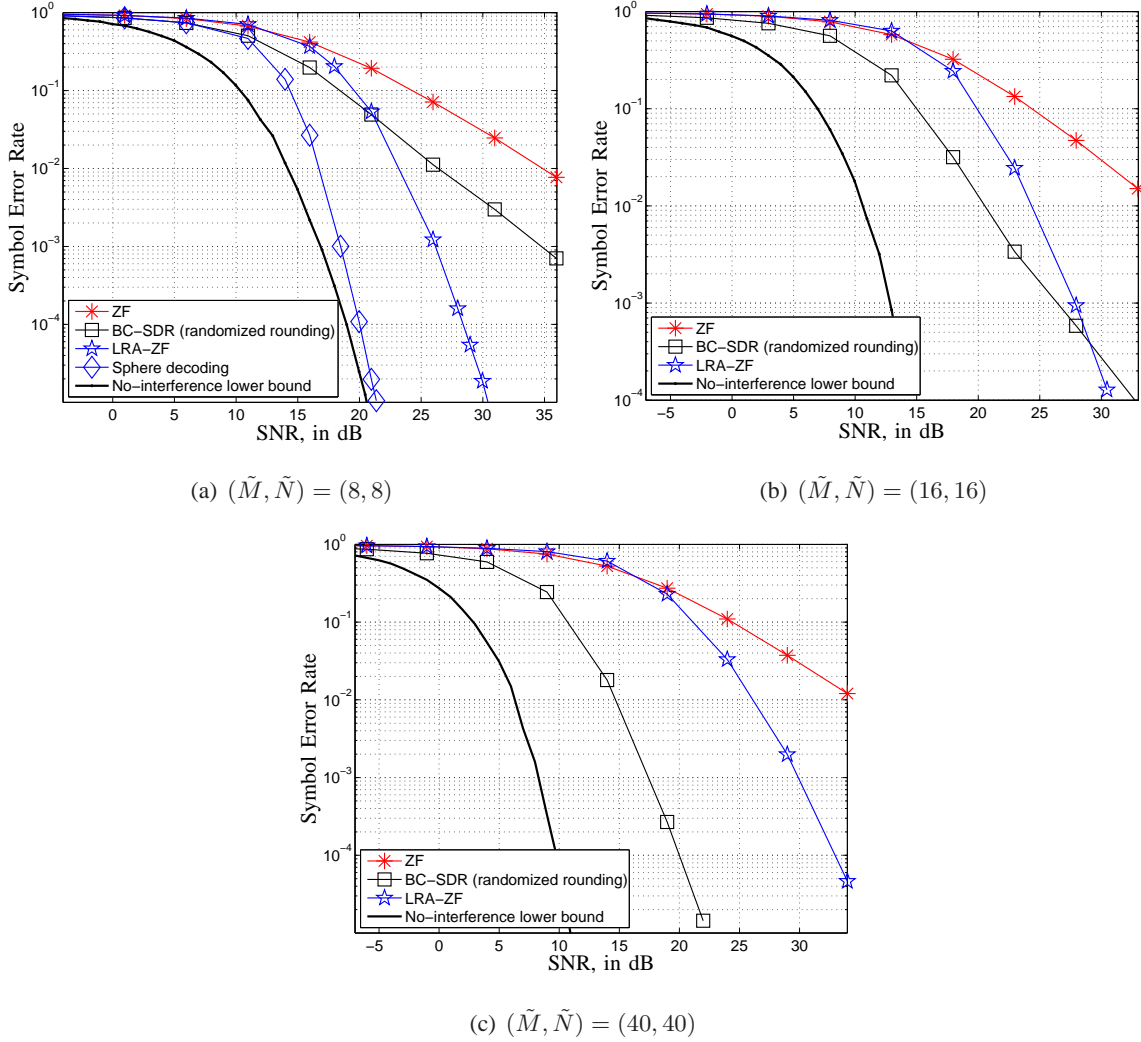 10^0
10^−1
10^−2
10^−3
10^−4
Symbol Error Rate
0 5 10 15 20 25 30 35
SNR, in dB
ZF
BC−SDR (randomized rounding)
LRA−ZF
Sphere decoding
No−interference lower bound
(a) (M̃, Ñ) = (8, 8)
10^0
10^−1
10^−2
10^−3
10^−4
Symbol Error Rate
−5 0 5 10 15 20 25 30
SNR, in dB
ZF
BC−SDR (randomized rounding)
LRA−ZF
No−interference lower bound
(b) (M̃, Ñ) = (16, 16)
10^0
10^−1
10^−2
10^−3
10^−4
Symbol Error Rate
−5 0 5 10 15 20 25 30
SNR, in dB
ZF
BC−SDR (randomized rounding)
LRA−ZF
No−interference lower bound
(c) (M̃, Ñ) = (40, 40)